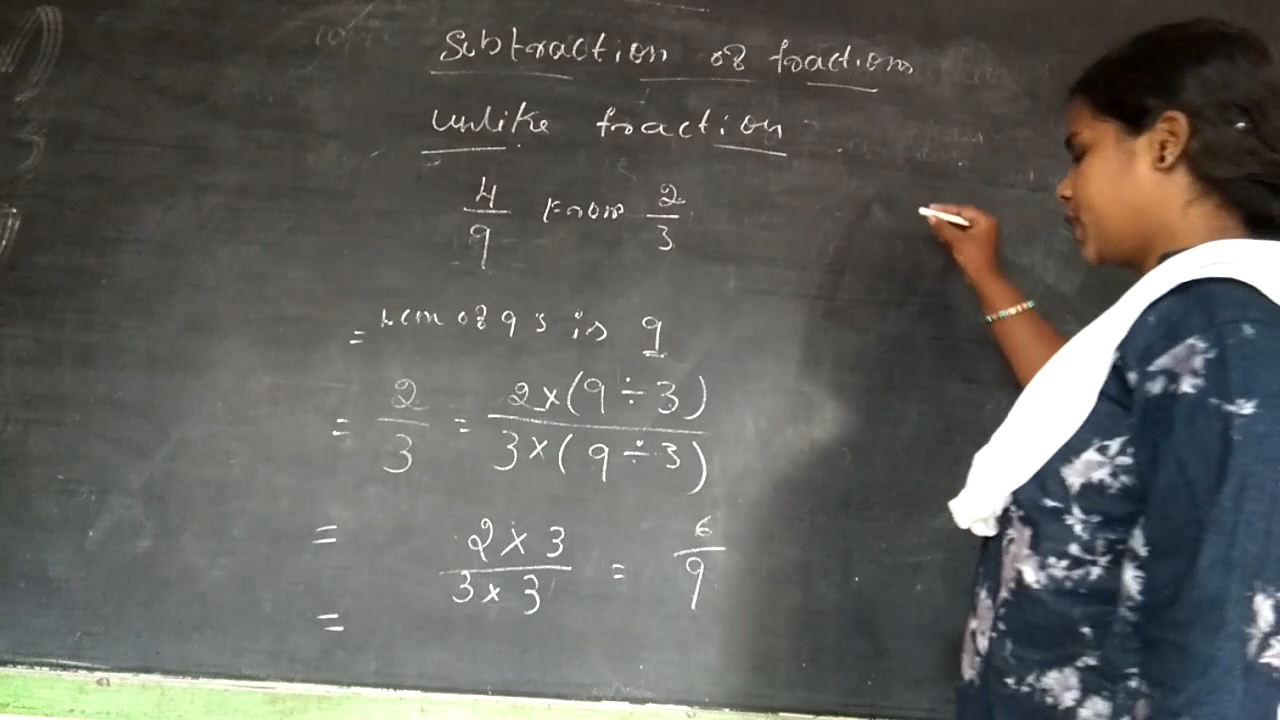 Subtraction of fractions
unlike fraction
4/9 from 2/3
= Lcm of 9 3 is 9
= 2/3 = 2×(9÷3)/3×(9÷3)
= 2×3/3×3 = 6/9
=